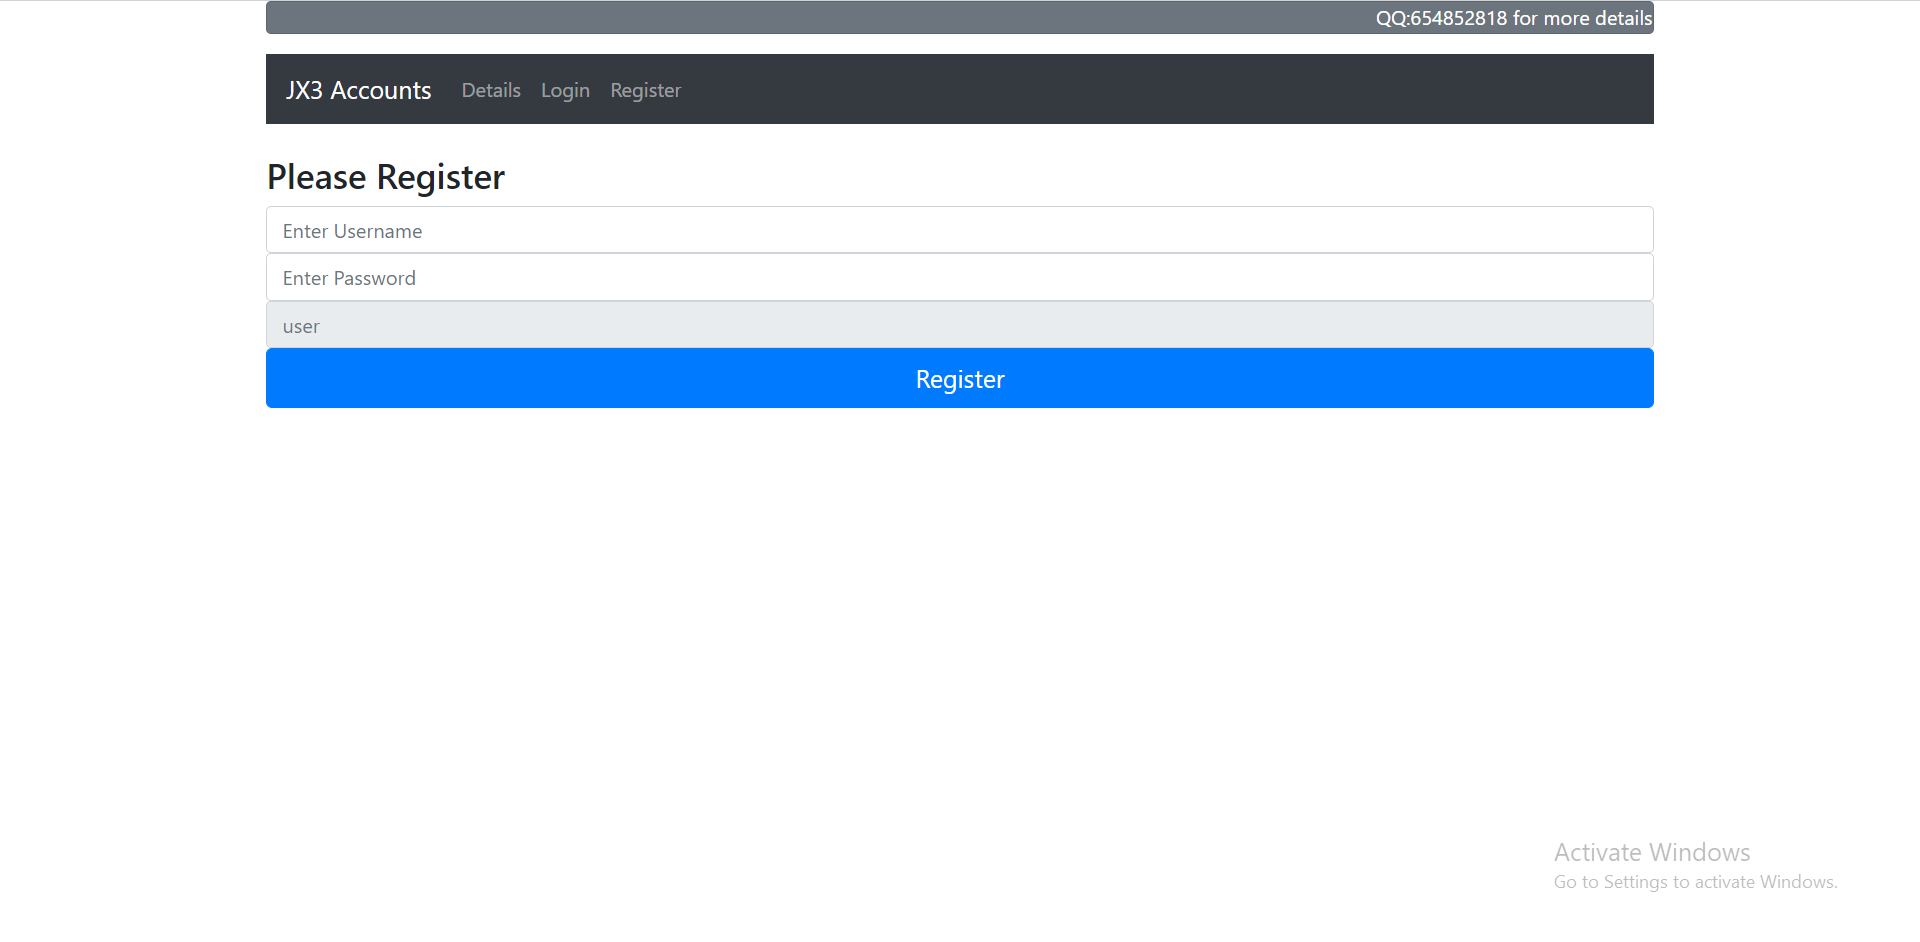 QQ:654852818 for more details
JX3 Accounts Details Login Register
Please Register
Enter Username
Enter Password
user
Register
Activate Windows
Go to Settings to activate Windows.